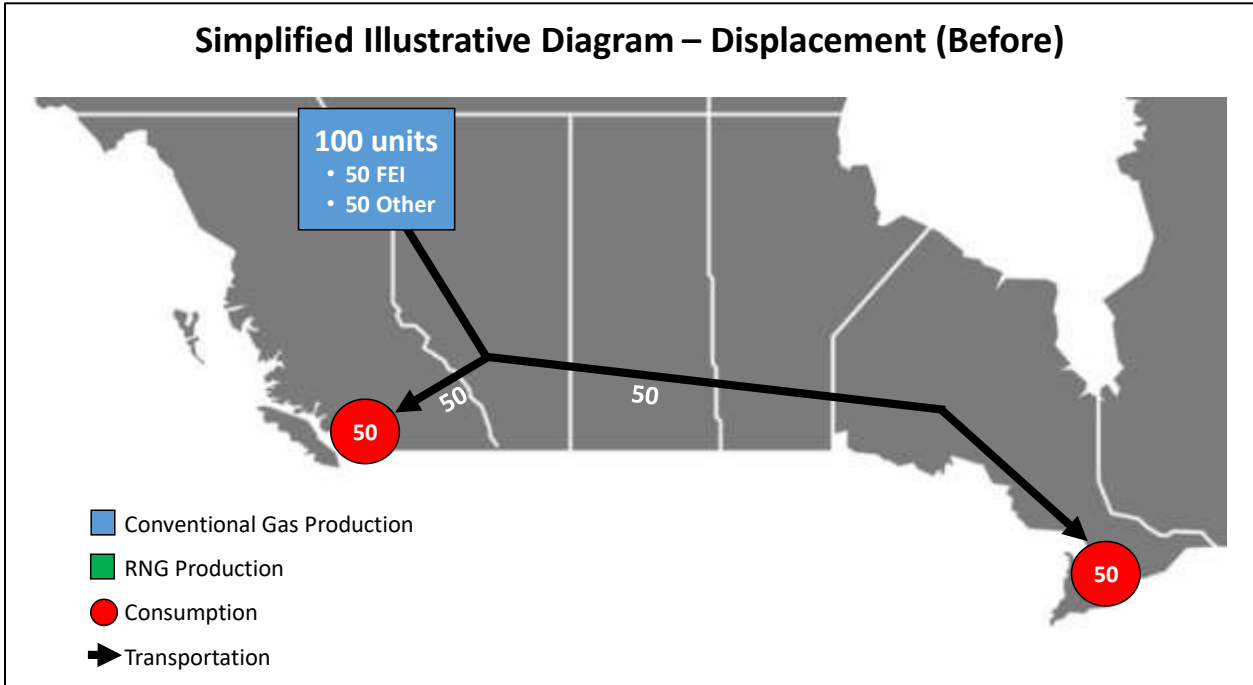 Simplified Illustrative Diagram – Displacement (Before)
100 units
• 50 FEI
• 50 Other
50
50
50
50
Conventional Gas Production
RNG Production
Consumption
Transportation